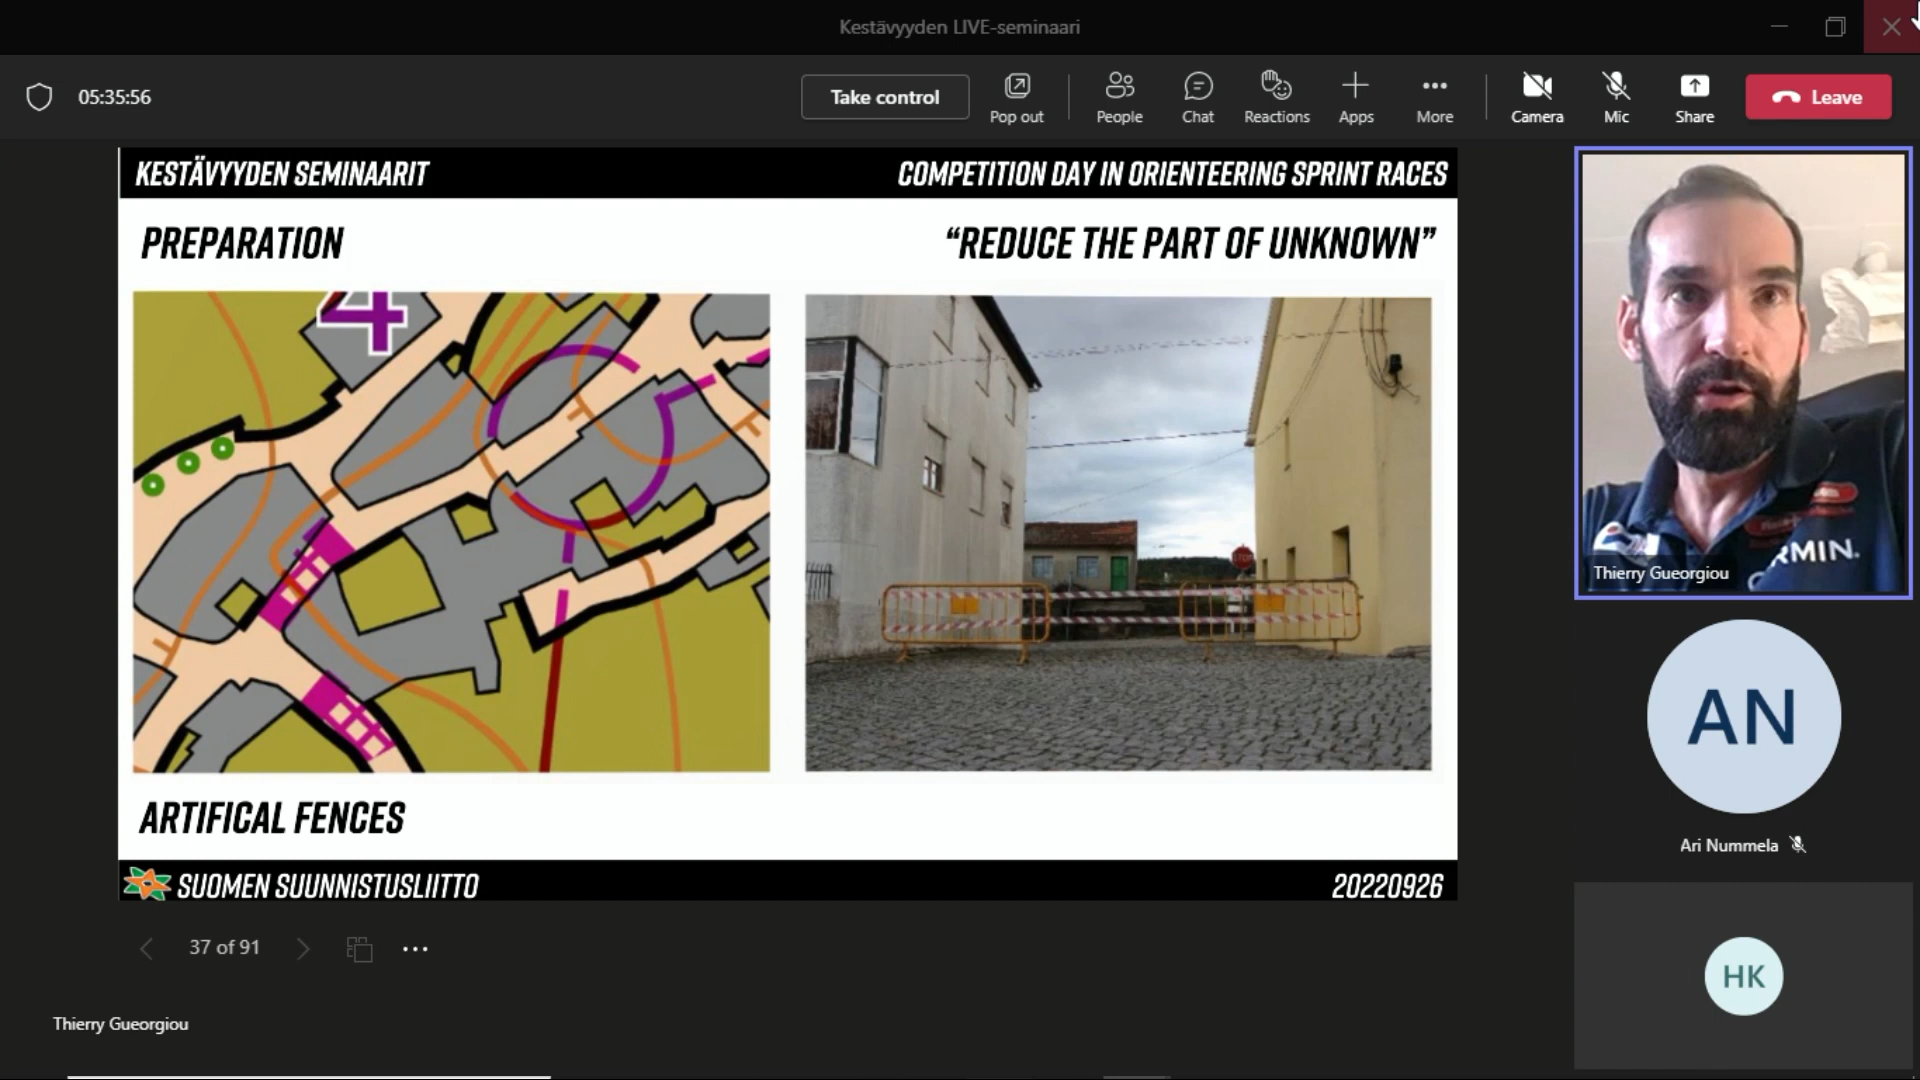 Kestävyyden LIVE-seminaari
05:35:56
Take control
Pop out
People
Chat
Reactions
Apps
More
Camera
Mic
Share
Leave
KESTÄVYYDEN SEMINAARIT
COMPETITION DAY IN ORIENTEERING SPRINT RACES
PREPARATION
“REDUCE THE PART OF UNKNOWN”
4
STOP
ARTIFICAL FENCES
SUOMEN SUUNNISTUSLIITTO
20220926
37 of 91
Thierry Gueorgiou
RMIN.
Thierry Gueorgiou
AN
Ari Nummela
HK